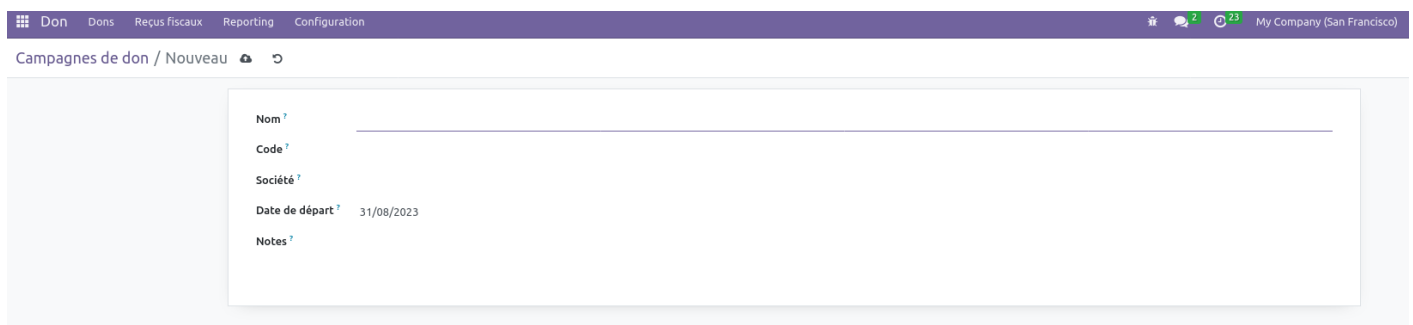 Don Dons Reçus fiscaux Reporting Configuration 2 23 My Company (San Francisco)
Campagnes de don / Nouveau
Nom ?
Code ?
Société ?
Date de départ ? 31/08/2023
Notes ?